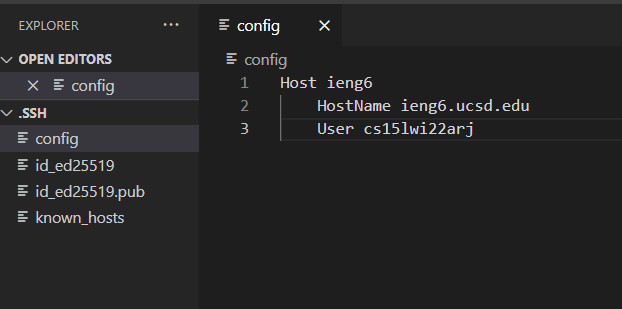 EXPLORER ...
OPEN EDITORS
config
.SSH
config
id_ed25519
id_ed25519.pub
known_hosts
config
config
1 Host ieng6
2 HostName ieng6.ucsd.edu
3 User cs15lwi22arj